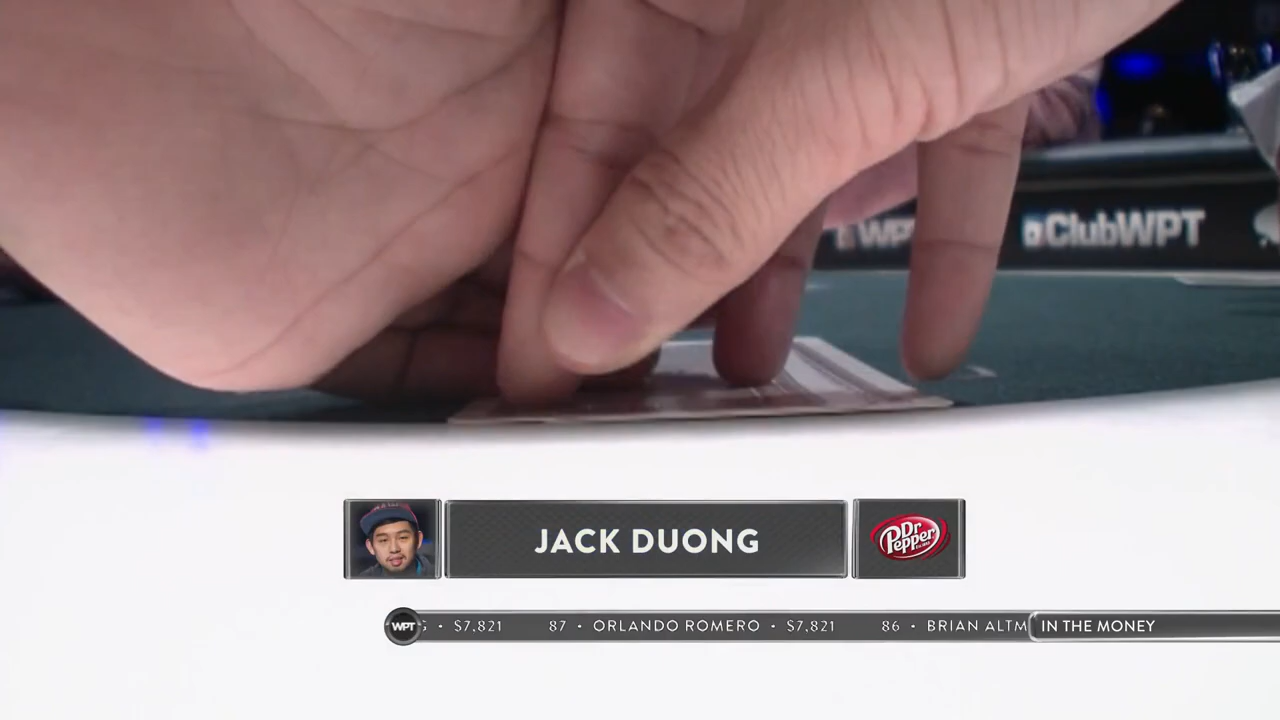 ClubWPT
JACK DUONG
Dr Pepper
WPT
· $7,821 87 · ORLANDO ROMERO · $7,821 86 · BRIAN ALTM
IN THE MONEY